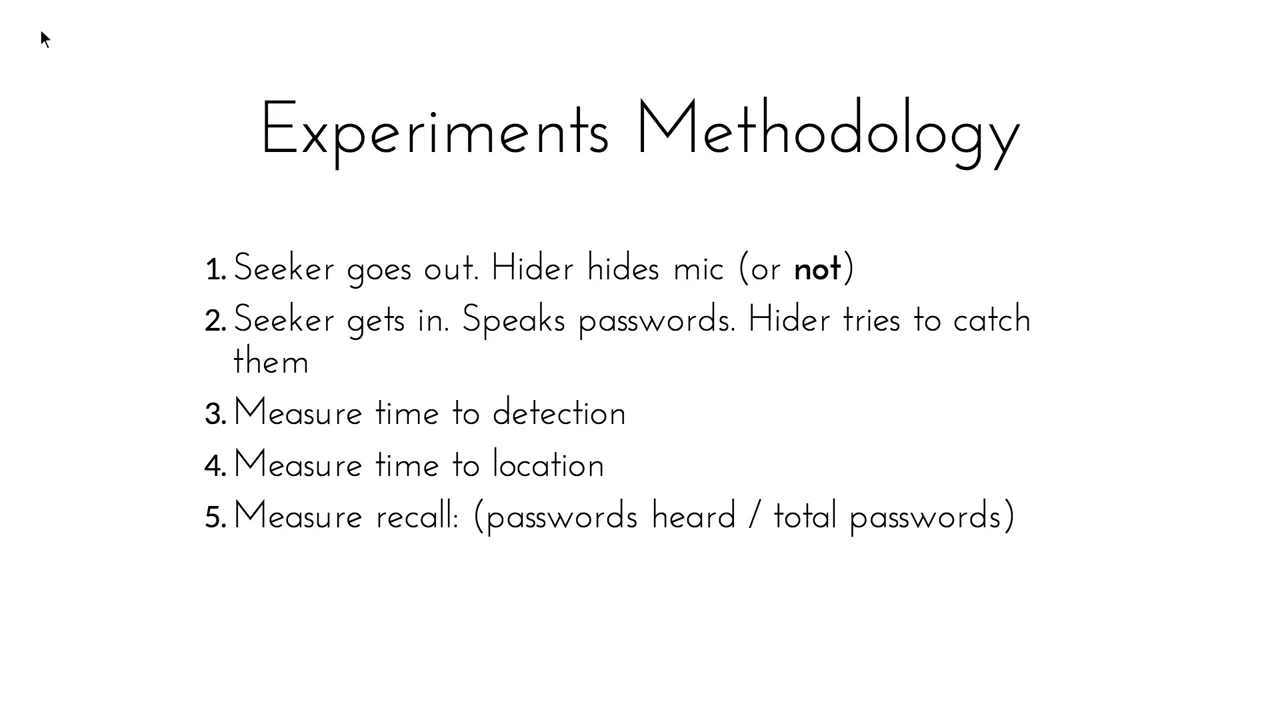 Experiments Methodology
1. Seeker goes out. Hider hides mic (or not)
2. Seeker gets in. Speaks passwords. Hider tries to catch
them
3. Measure time to detection
4. Measure time to location
5. Measure recall: (passwords heard / total passwords)